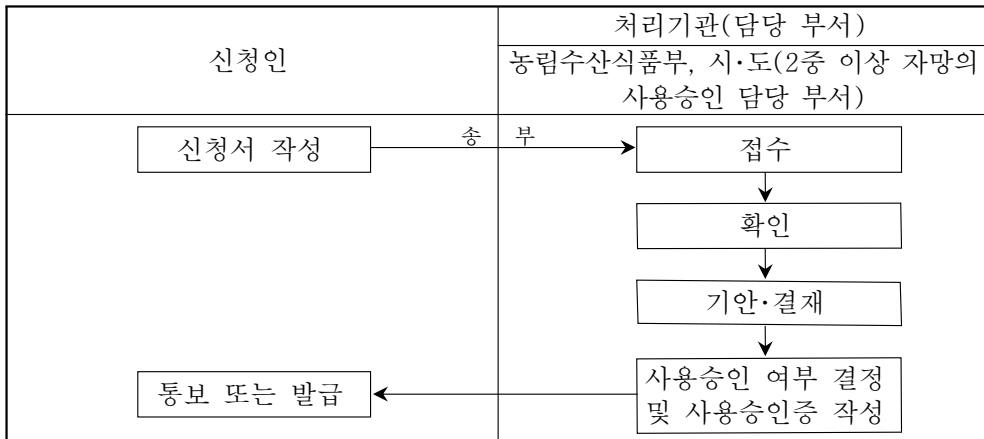 신청인
처리기관(담당 부서)
농림수산식품부, 시·도(2중 이상 자망의
사용승인 담당 부서)
신청서 작성
송 부
접수
확인
기안·결재
사용승인 여부 결정
및 사용승인증 작성
통보 또는 발급